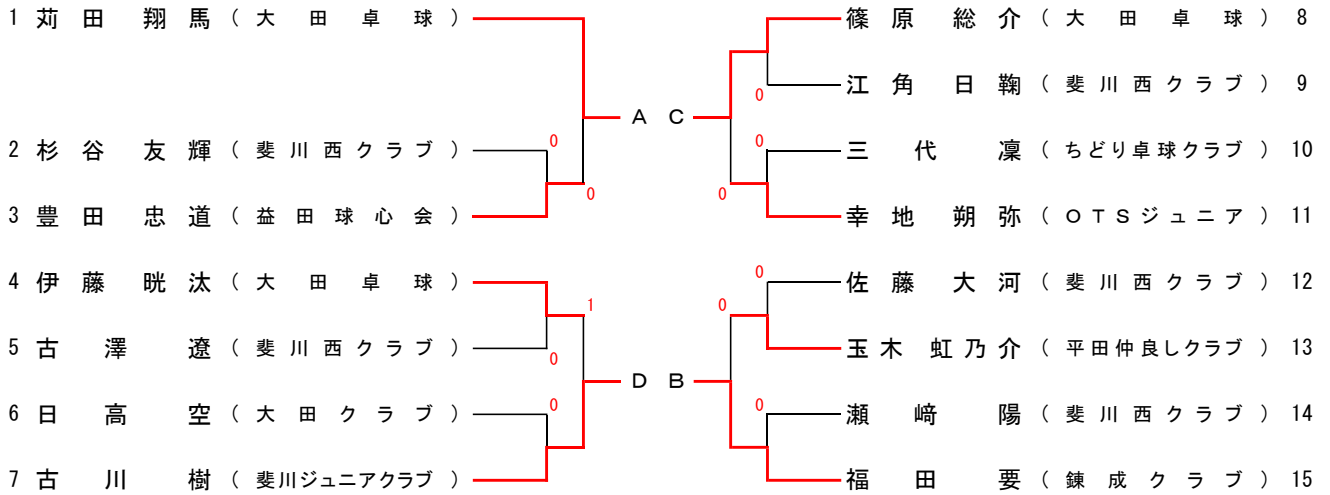 1 苅田 翔馬 (大田卓球)
2 杉谷 友輝 (斐川西クラブ)
3 豊田 忠道 (益田球心会)
4 伊藤 晄汰 (大田卓球)
5 古澤 遼 (斐川西クラブ)
6 日高 空 (大田クラブ)
7 古川 樹 (斐川ジュニアクラブ)
0
0
1
0
0
A C
D B
0
0
0
0
0
0
篠原 総介 (大田卓球) 8
江角 日鞠 (斐川西クラブ) 9
三代 凜 (ちどり卓球クラブ) 10
幸地 朔弥 (OTSジュニア) 11
佐藤 大河 (斐川西クラブ) 12
玉木 虹乃介 (平田仲良しクラブ) 13
瀬﨑 陽 (斐川西クラブ) 14
福田 要 (錬成クラブ) 15